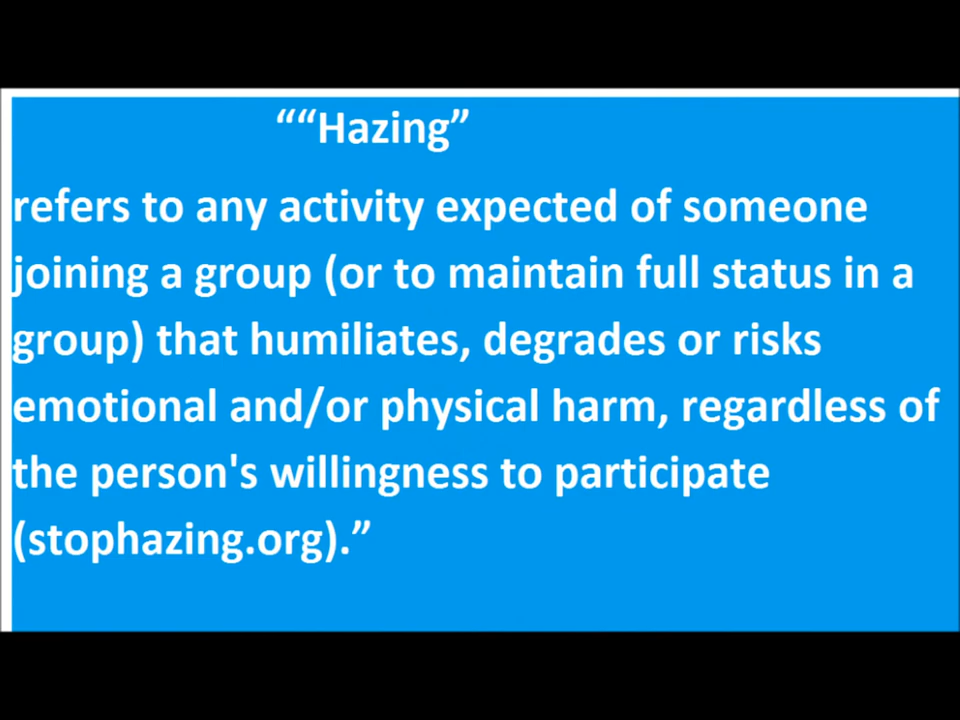 ““Hazing”
refers to any activity expected of someone
joining a group (or to maintain full status in a
group) that humiliates, degrades or risks
emotional and/or physical harm, regardless of
the person's willingness to participate
(stophazing.org).”